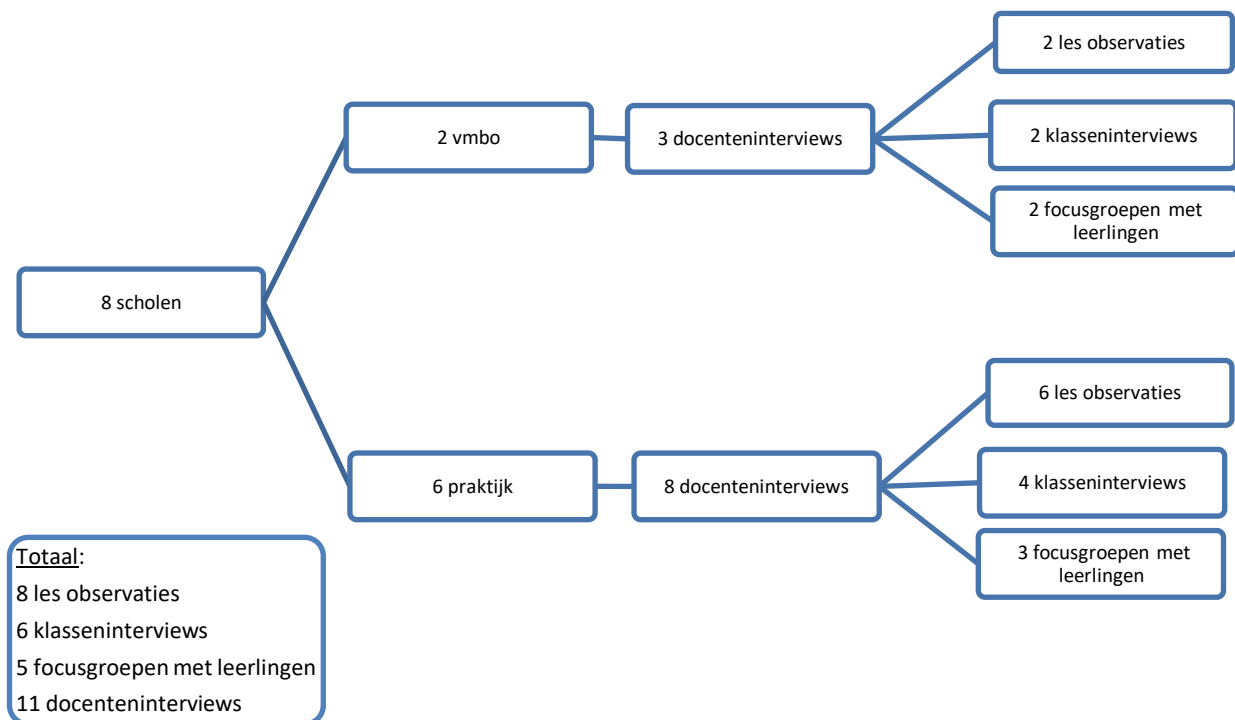 2 les observaties
2 vmbo
3 docenteninterviews
2 klasseninterviews
2 focusgroepen met
leerlingen
8 scholen
6 les observaties
6 praktijk
8 docenteninterviews
4 klasseninterviews
3 focusgroepen met
leerlingen
Totaal:
8 les observaties
6 klasseninterviews
5 focusgroepen met leerlingen
11 docenteninterviews